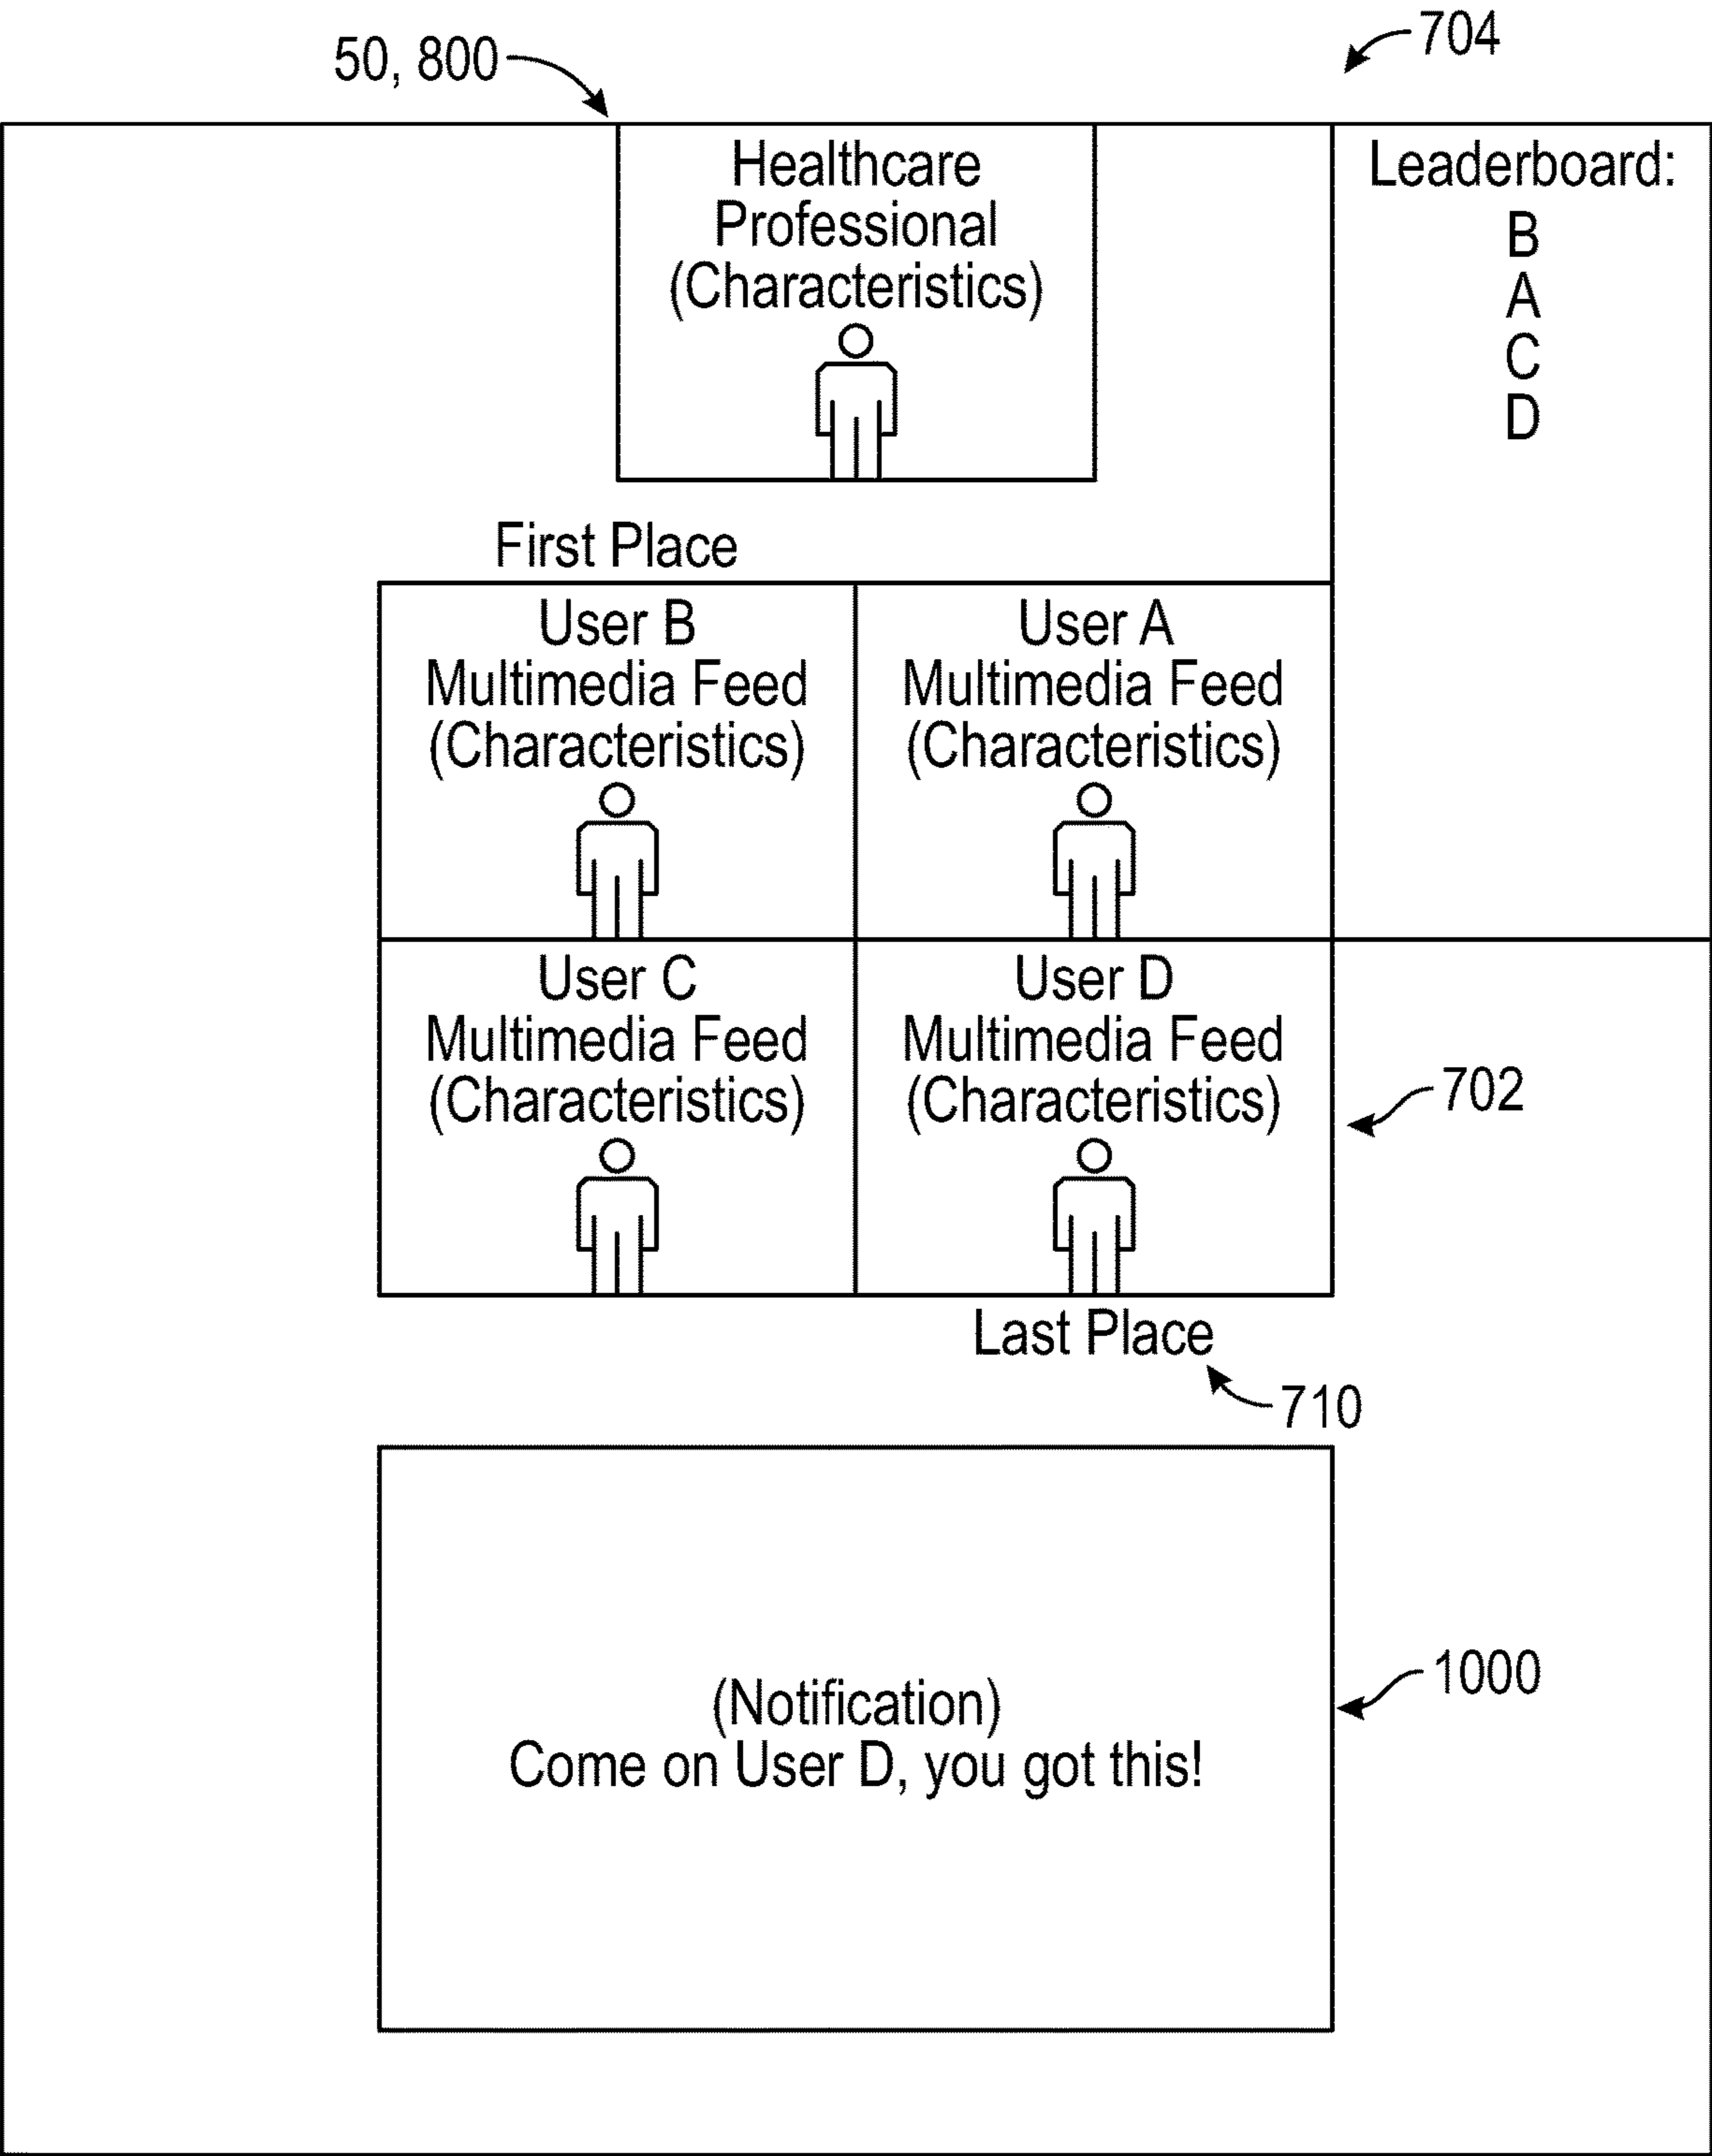 50, 800
704
Healthcare
Professional
(Characteristics)
Leaderboard:
B
A
C
D
First Place
User B
Multimedia Feed
(Characteristics)
User A
Multimedia Feed
(Characteristics)
User C
Multimedia Feed
(Characteristics)
User D
Multimedia Feed
(Characteristics)
702
Last Place
710
(Notification)
Come on User D, you got this!
1000